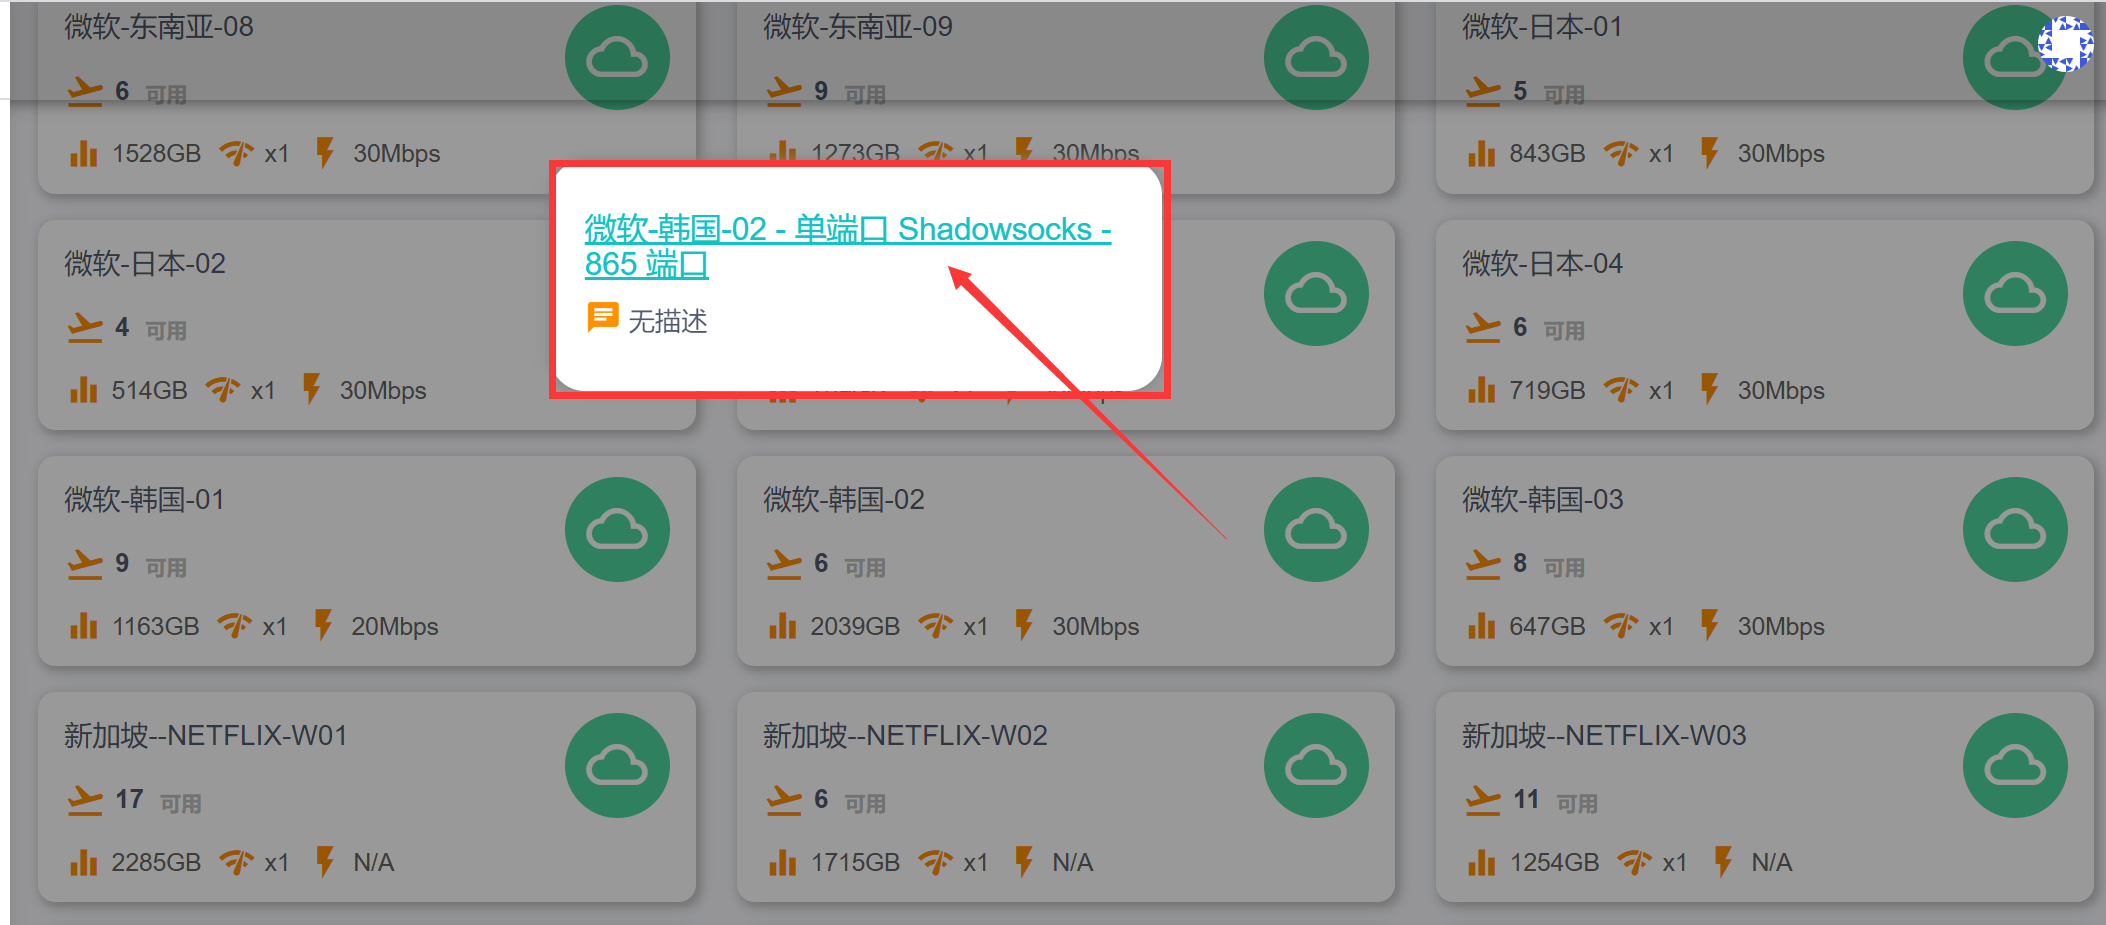 微软-东南亚-08
6 可用
1528GB x1 30Mbps
微软-东南亚-09
9 可用
1273GB x1 30Mbps
微软-日本-01
5 可用
843GB x1 30Mbps
微软-日本-02
4 可用
514GB x1 30Mbps
微软-韩国-02 - 单端口 Shadowsocks -
865 端口
无描述
微软-日本-04
6 可用
719GB x1 30Mbps
微软-韩国-01
9 可用
1163GB x1 20Mbps
微软-韩国-02
6 可用
2039GB x1 30Mbps
微软-韩国-03
8 可用
647GB x1 30Mbps
新加坡--NETFLIX-W01
17 可用
2285GB x1 N/A
新加坡--NETFLIX-W02
6 可用
1715GB x1 N/A
新加坡--NETFLIX-W03
11 可用
1254GB x1 N/A